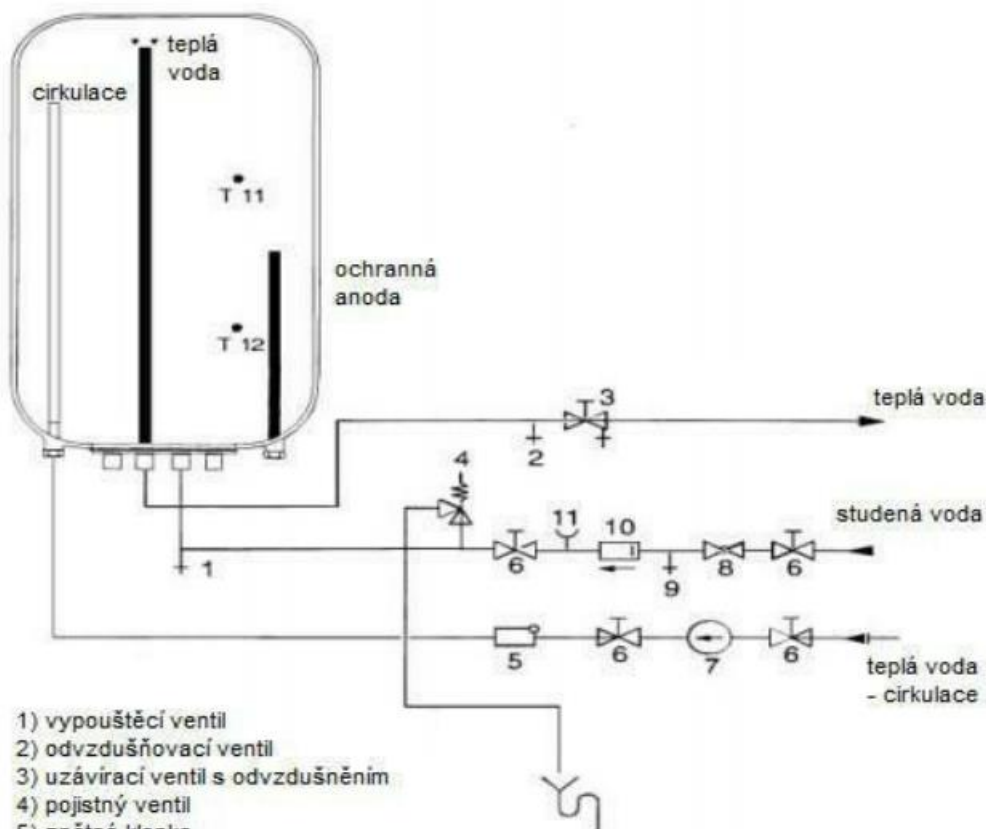 teplá
voda
cirkulace
T 11
ochranná
anoda
T 12
3
teplá voda
2
4
studená voda
11
10
1
6
9
8
6
5
6
7
6
teplá voda
- cirkulace
1) vypouštěcí ventil
2) odvzdušňovací ventil
3) uzávírací ventil s odvzdušněním
4) pojistný ventil